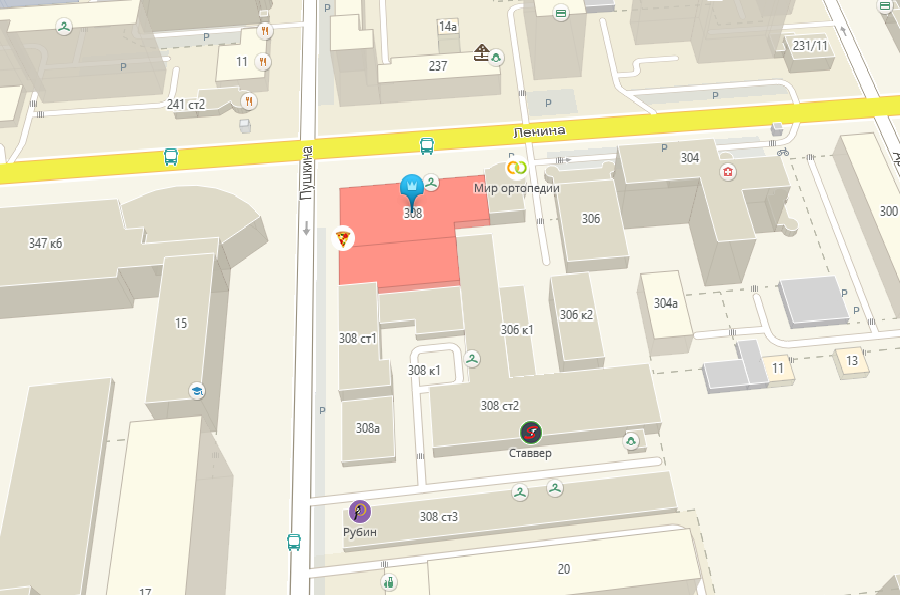 P
14а
231/11
11
237
P
P
241 ст2
P
P
Ленина
Пушкина
P
304
Мир ортопедии
308
306
300
347 к6
304а
P
P
15
308 ст1
306 к1
306 к2
308 к1
11
13
308 ст2
P
308а
Ставвер
308 ст3
Рубин
20
17